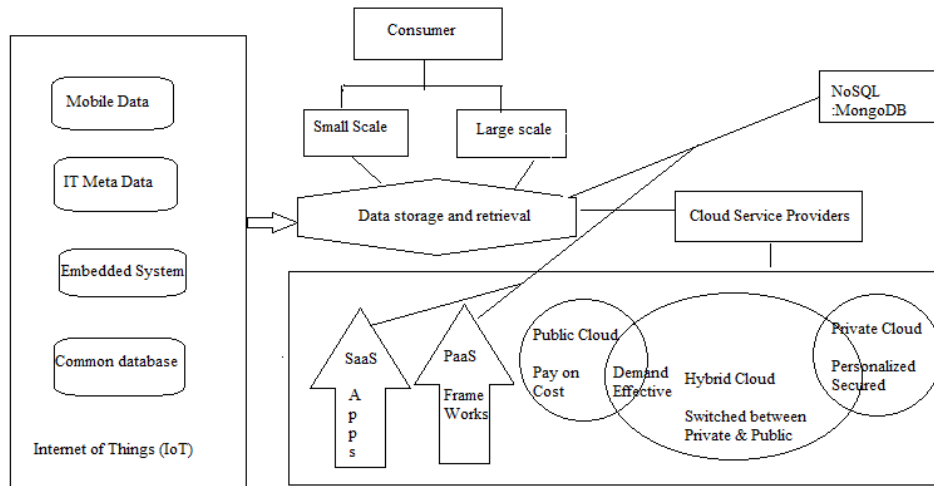 Consumer
Small Scale
Large scale
NoSQL
:MongoDB
Mobile Data
IT Meta Data
Embedded System
Common database
Internet of Things (IoT)
Data storage and retrieval
Cloud Service Providers
SaaS
A
p
p
s
PaaS
Frame
Works
Public Cloud
Pay on
Cost
Demand
Effective
Hybrid Cloud
Switched between
Private & Public
Private Cloud
Personalized
Secured